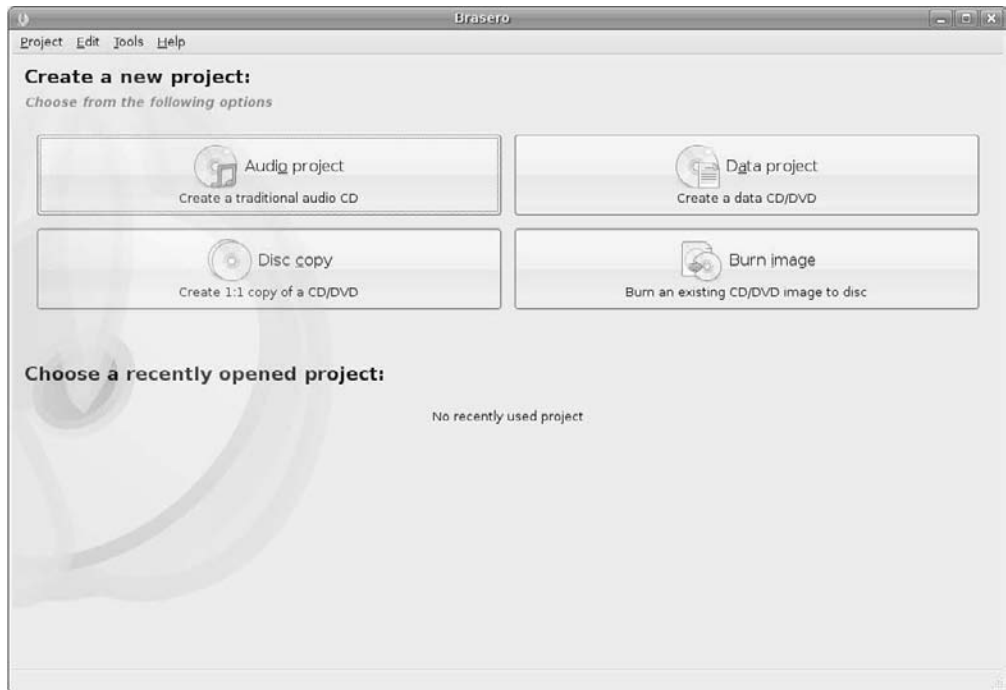 Brasero
Project Edit Tools Help
Create a new project:
Choose from the following options
Audio project
Create a traditional audio CD
Data project
Create a data CD/DVD
Disc copy
Create 1:1 copy of a CD/DVD
Burn image
Burn an existing CD/DVD image to disc
Choose a recently opened project:
No recently used project